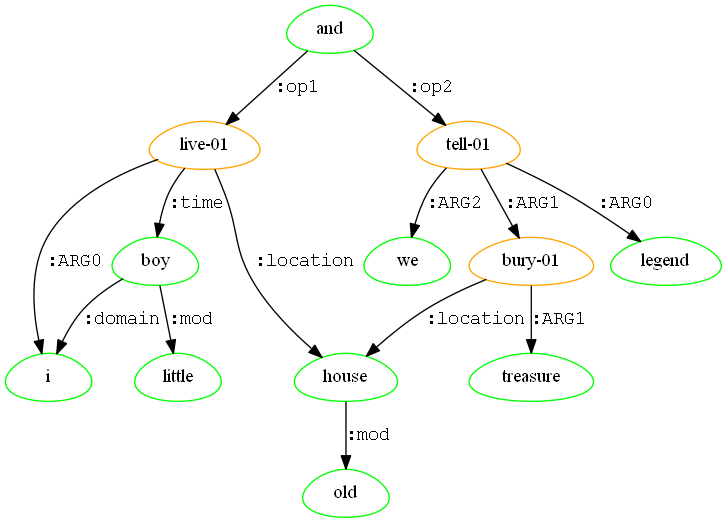 and
:op1 :op2
live-01 tell-01
:time :ARG2 :ARG1 :ARG0
:ARG0 boy :location we bury-01 legend
:domain :mod :location :ARG1
i little house treasure
:mod
old